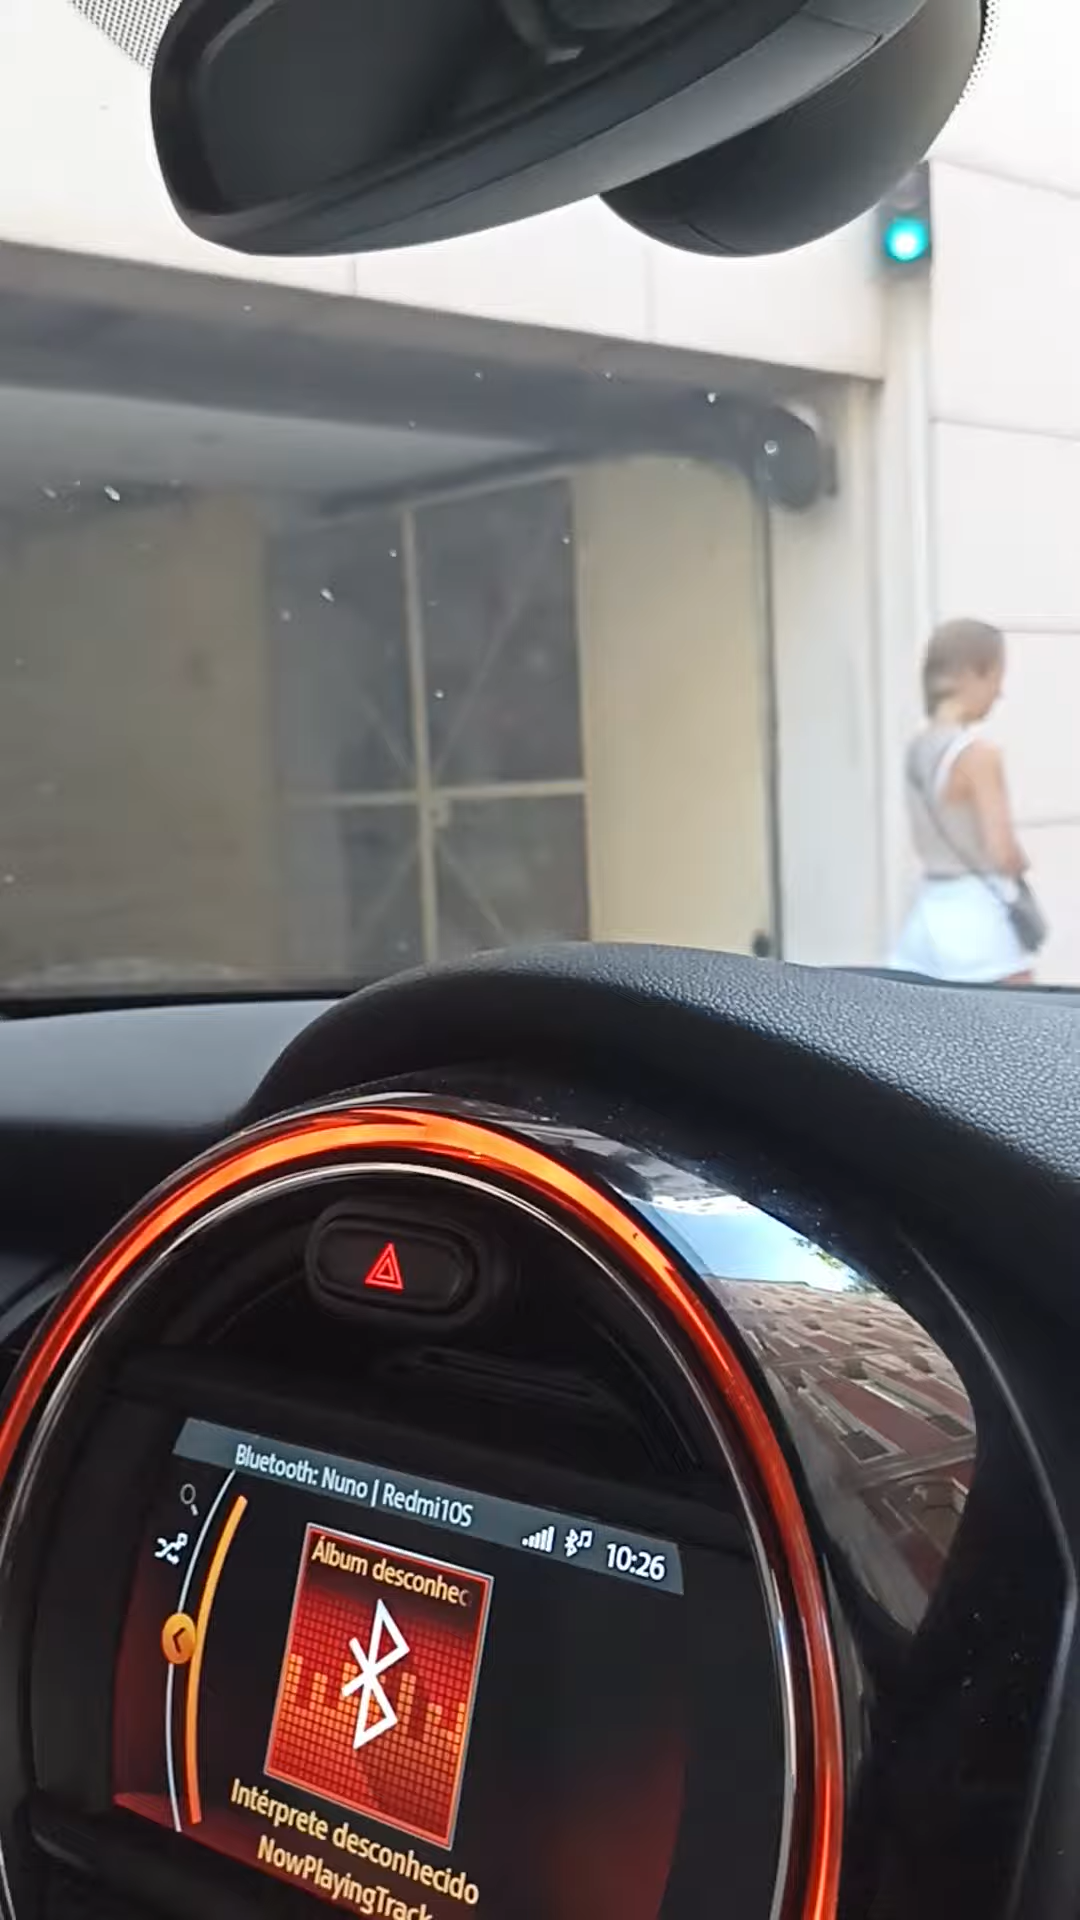 Bluetooth: Nuno | Redmi10S
10:26
Álbum desconhec
Intérprete desconhecido
NowPlayingTrack